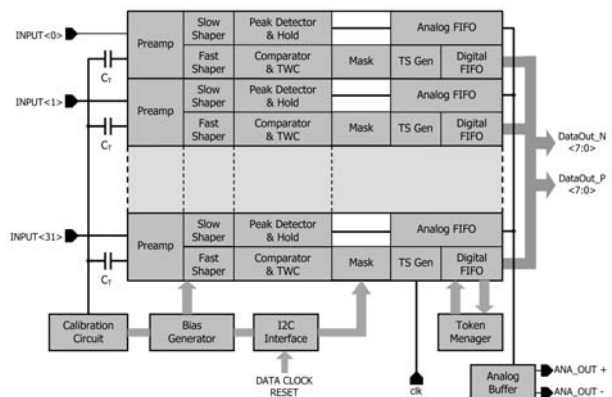 INPUT<0>
Preamp
Slow Shaper
Peak Detector & Hold
Analog FIFO
Fast Shaper
Comparator & TWC
Mask
TS Gen
Digital FIFO
CT
INPUT<1>
Preamp
Slow Shaper
Peak Detector & Hold
Analog FIFO
Fast Shaper
Comparator & TWC
Mask
TS Gen
Digital FIFO
CT
DataOut_N <7:0>
DataOut_P <7:0>
INPUT<31>
Preamp
Slow Shaper
Peak Detector & Hold
Analog FIFO
Fast Shaper
Comparator & TWC
Mask
TS Gen
Digital FIFO
CT
Calibration Circuit
Bias Generator
I2C Interface
Token Menager
DATA CLOCK RESET
clk
Analog Buffer
ANA_OUT +
ANA_OUT -